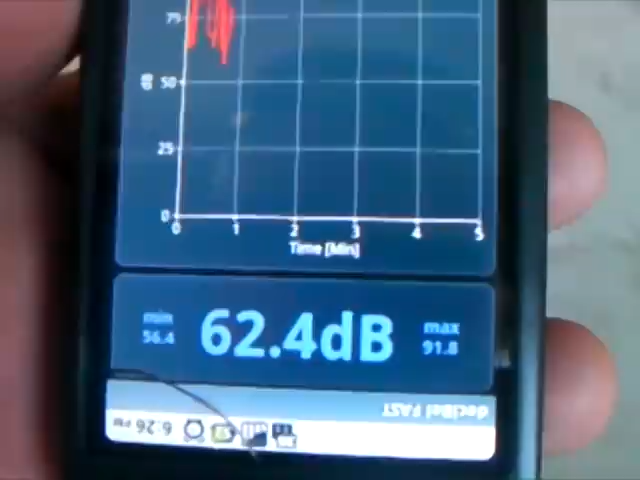 75
dB 50
25
0
0 1 2 3 4 5
Time [Min]
min 62.4dB max
56.4 91.8
deciBel FAST
6:26 PM